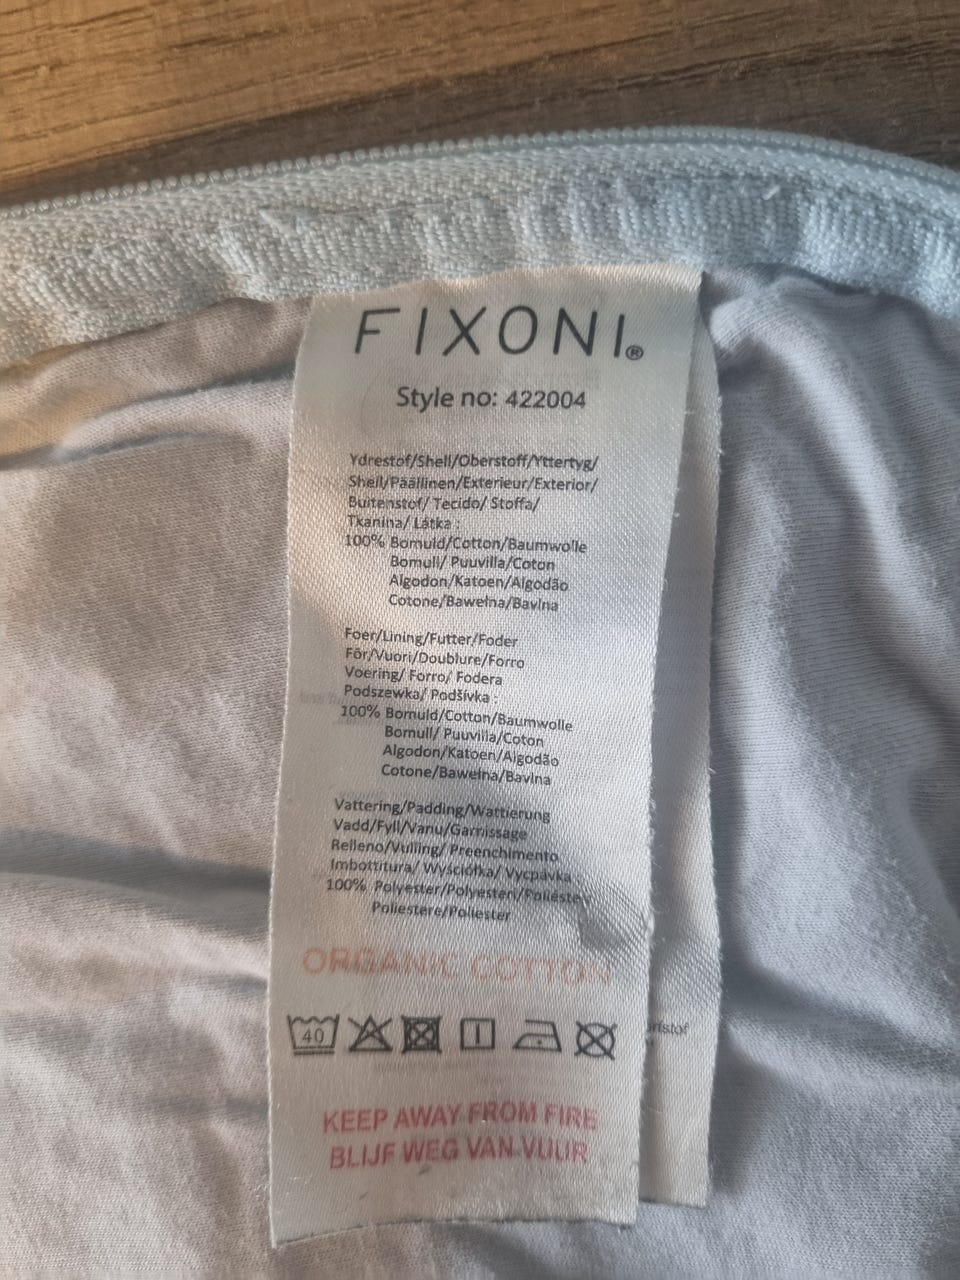 FIXONI®
Style no: 422004
Ydrestof/Shell/Oberstoff/Yttertyg/
Shell/Päällinen/Exterieur/Exterior/
Buitenstof/ Tecido/ Stoffa/
Tkanina/ Látka :
100% Bomuld/Cotton/Baumwolle
Bomull/ Puuvilla/Coton
Algodon/Katoen/Algodão
Cotone/Bawełna/Bavlna
Foer/Lining/Futter/Foder
Fôr/Vuori/Doublure/Forro
Voering/ Forro/ Fodera
Podszewka/ Podšívka :
100% Bomuld/Cotton/Baumwolle
Bomull/ Puuvilla/Coton
Algodon/Katoen/Algodão
Cotone/Bawełna/Bavlna
Vattering/Padding/Wattierung
Vadd/Fyll/Vanu/Garnissage
Relleno/Vulling/ Preenchimento
Imbottitura/ Wyściółka/ Vycpávka
100% Polyester/Polyesteri/Poliéster
Poliestere/Poliester
ORGANIC COTTON
40
KEEP AWAY FROM FIRE
BLIJF WEG VAN VUUR